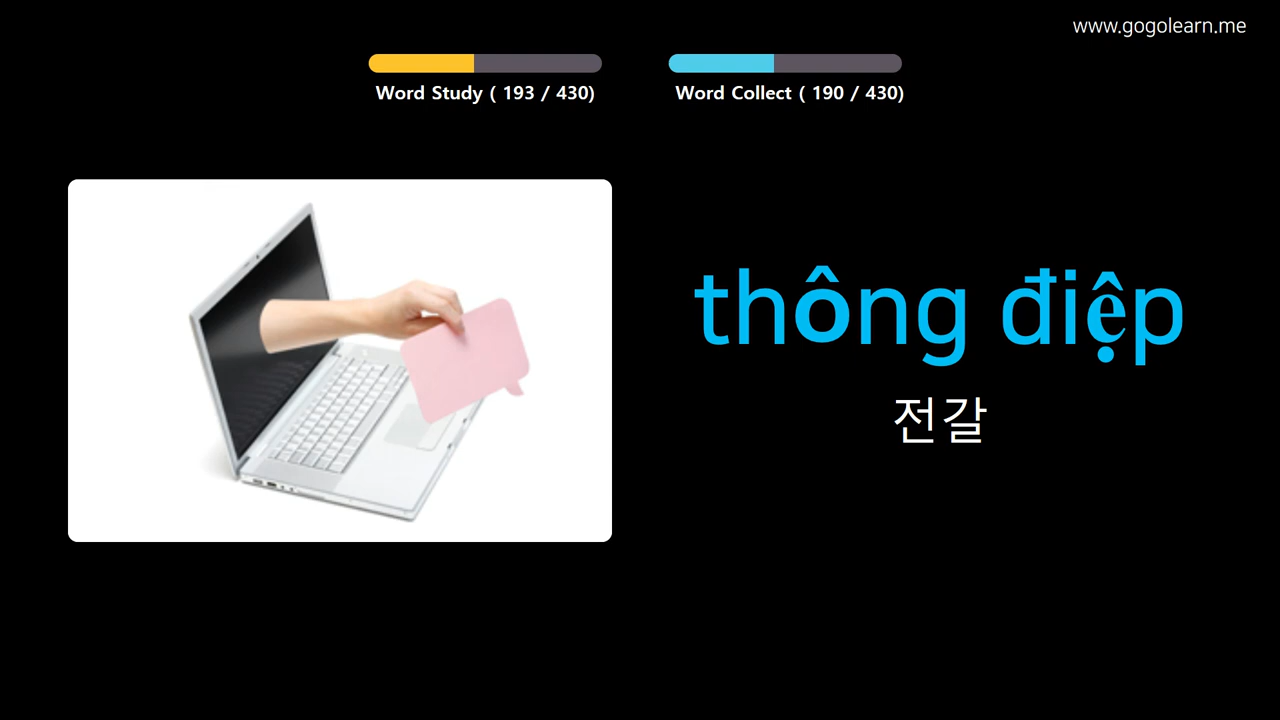 www.gogolearn.me
Word Study ( 193 / 430)
Word Collect ( 190 / 430)
thông điệp
전갈